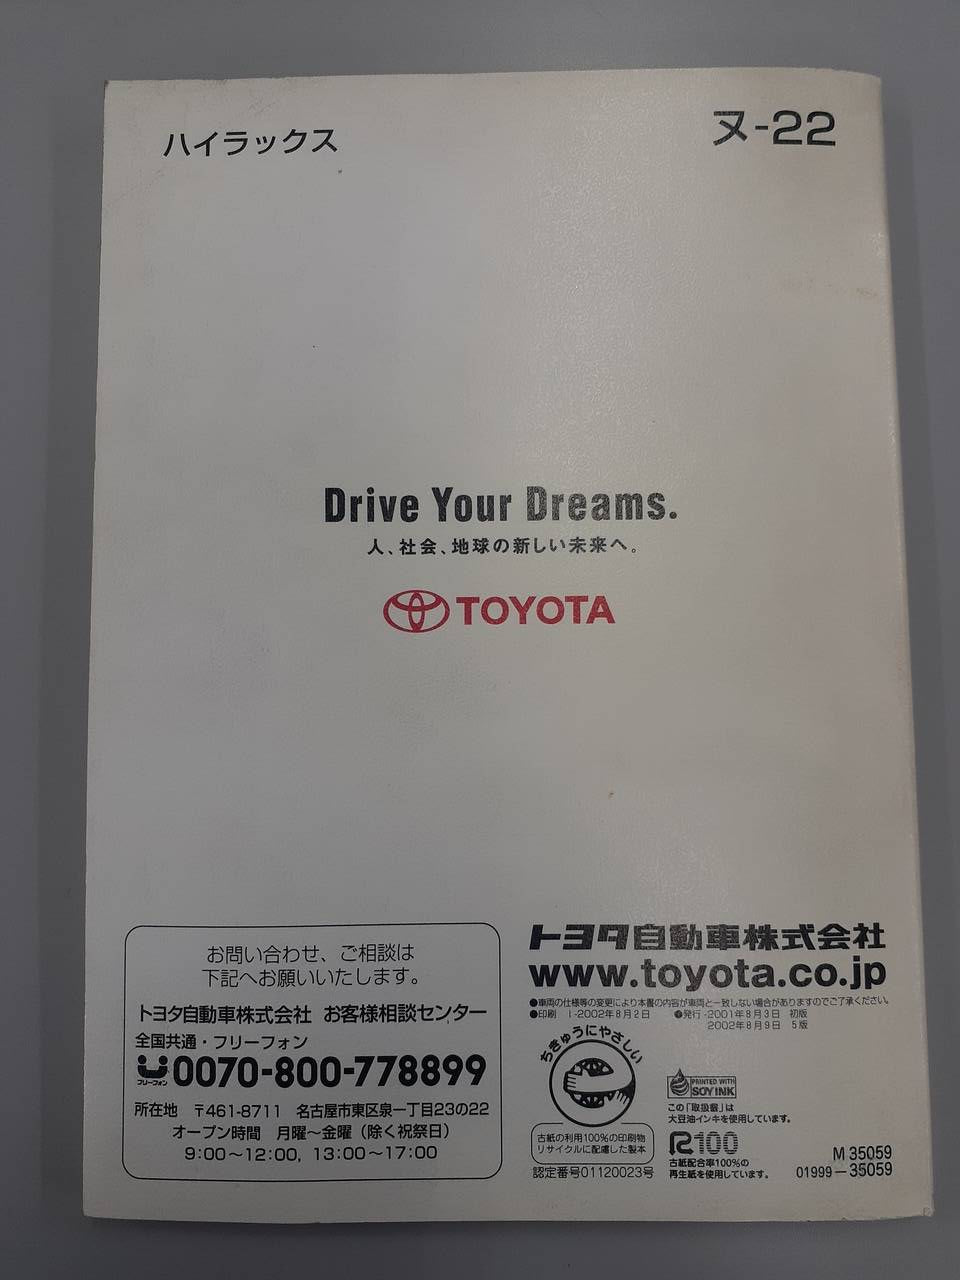 ハイラックス
ヌ-22
Drive Your Dreams.
人、社会、地球の新しい未来へ。
TOYOTA
お問い合わせ、ご相談は
下記へお願いいたします。
トヨタ自動車株式会社 お客様相談センター
全国共通・フリーフォン
フリーフォン 0070-800-778899
所在地 〒461-8711 名古屋市東区泉一丁目23の22
オープン時間 月曜〜金曜（除く祝祭日）
9:00〜12:00, 13:00〜17:00
トヨタ自動車株式会社
www.toyota.co.jp
●車両の仕様等の変更により本書の内容が車両と一致しない場合がありますのでご了承ください。
●印刷 I-2002年8月2日 ●発行-2001年8月3日 初版
2002年8月9日 5版
ちきゅうにやさしい
古紙の利用100%の印刷物
リサイクルに配慮した製本
認定番号01120023号
PRINTED WITH
SOY INK
この「取扱書」は
大豆油インキを使用しています。
R100
古紙配合率100%の
再生紙を使用しています。
M 35059
01999-35059